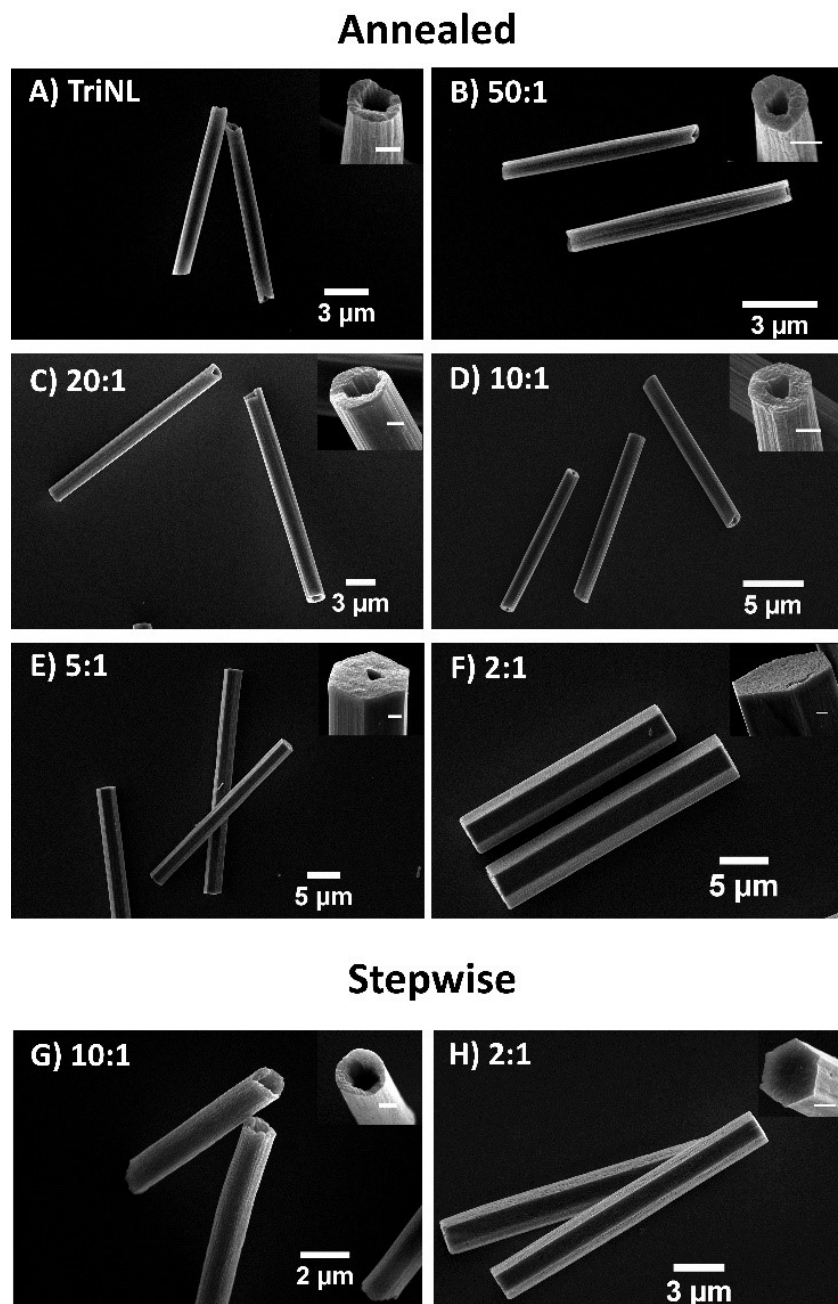 Annealed
A) TriNL
3 µm
B) 50:1
3 µm
C) 20:1
3 µm
D) 10:1
5 µm
E) 5:1
5 µm
F) 2:1
5 µm
Stepwise
G) 10:1
2 µm
H) 2:1
3 µm